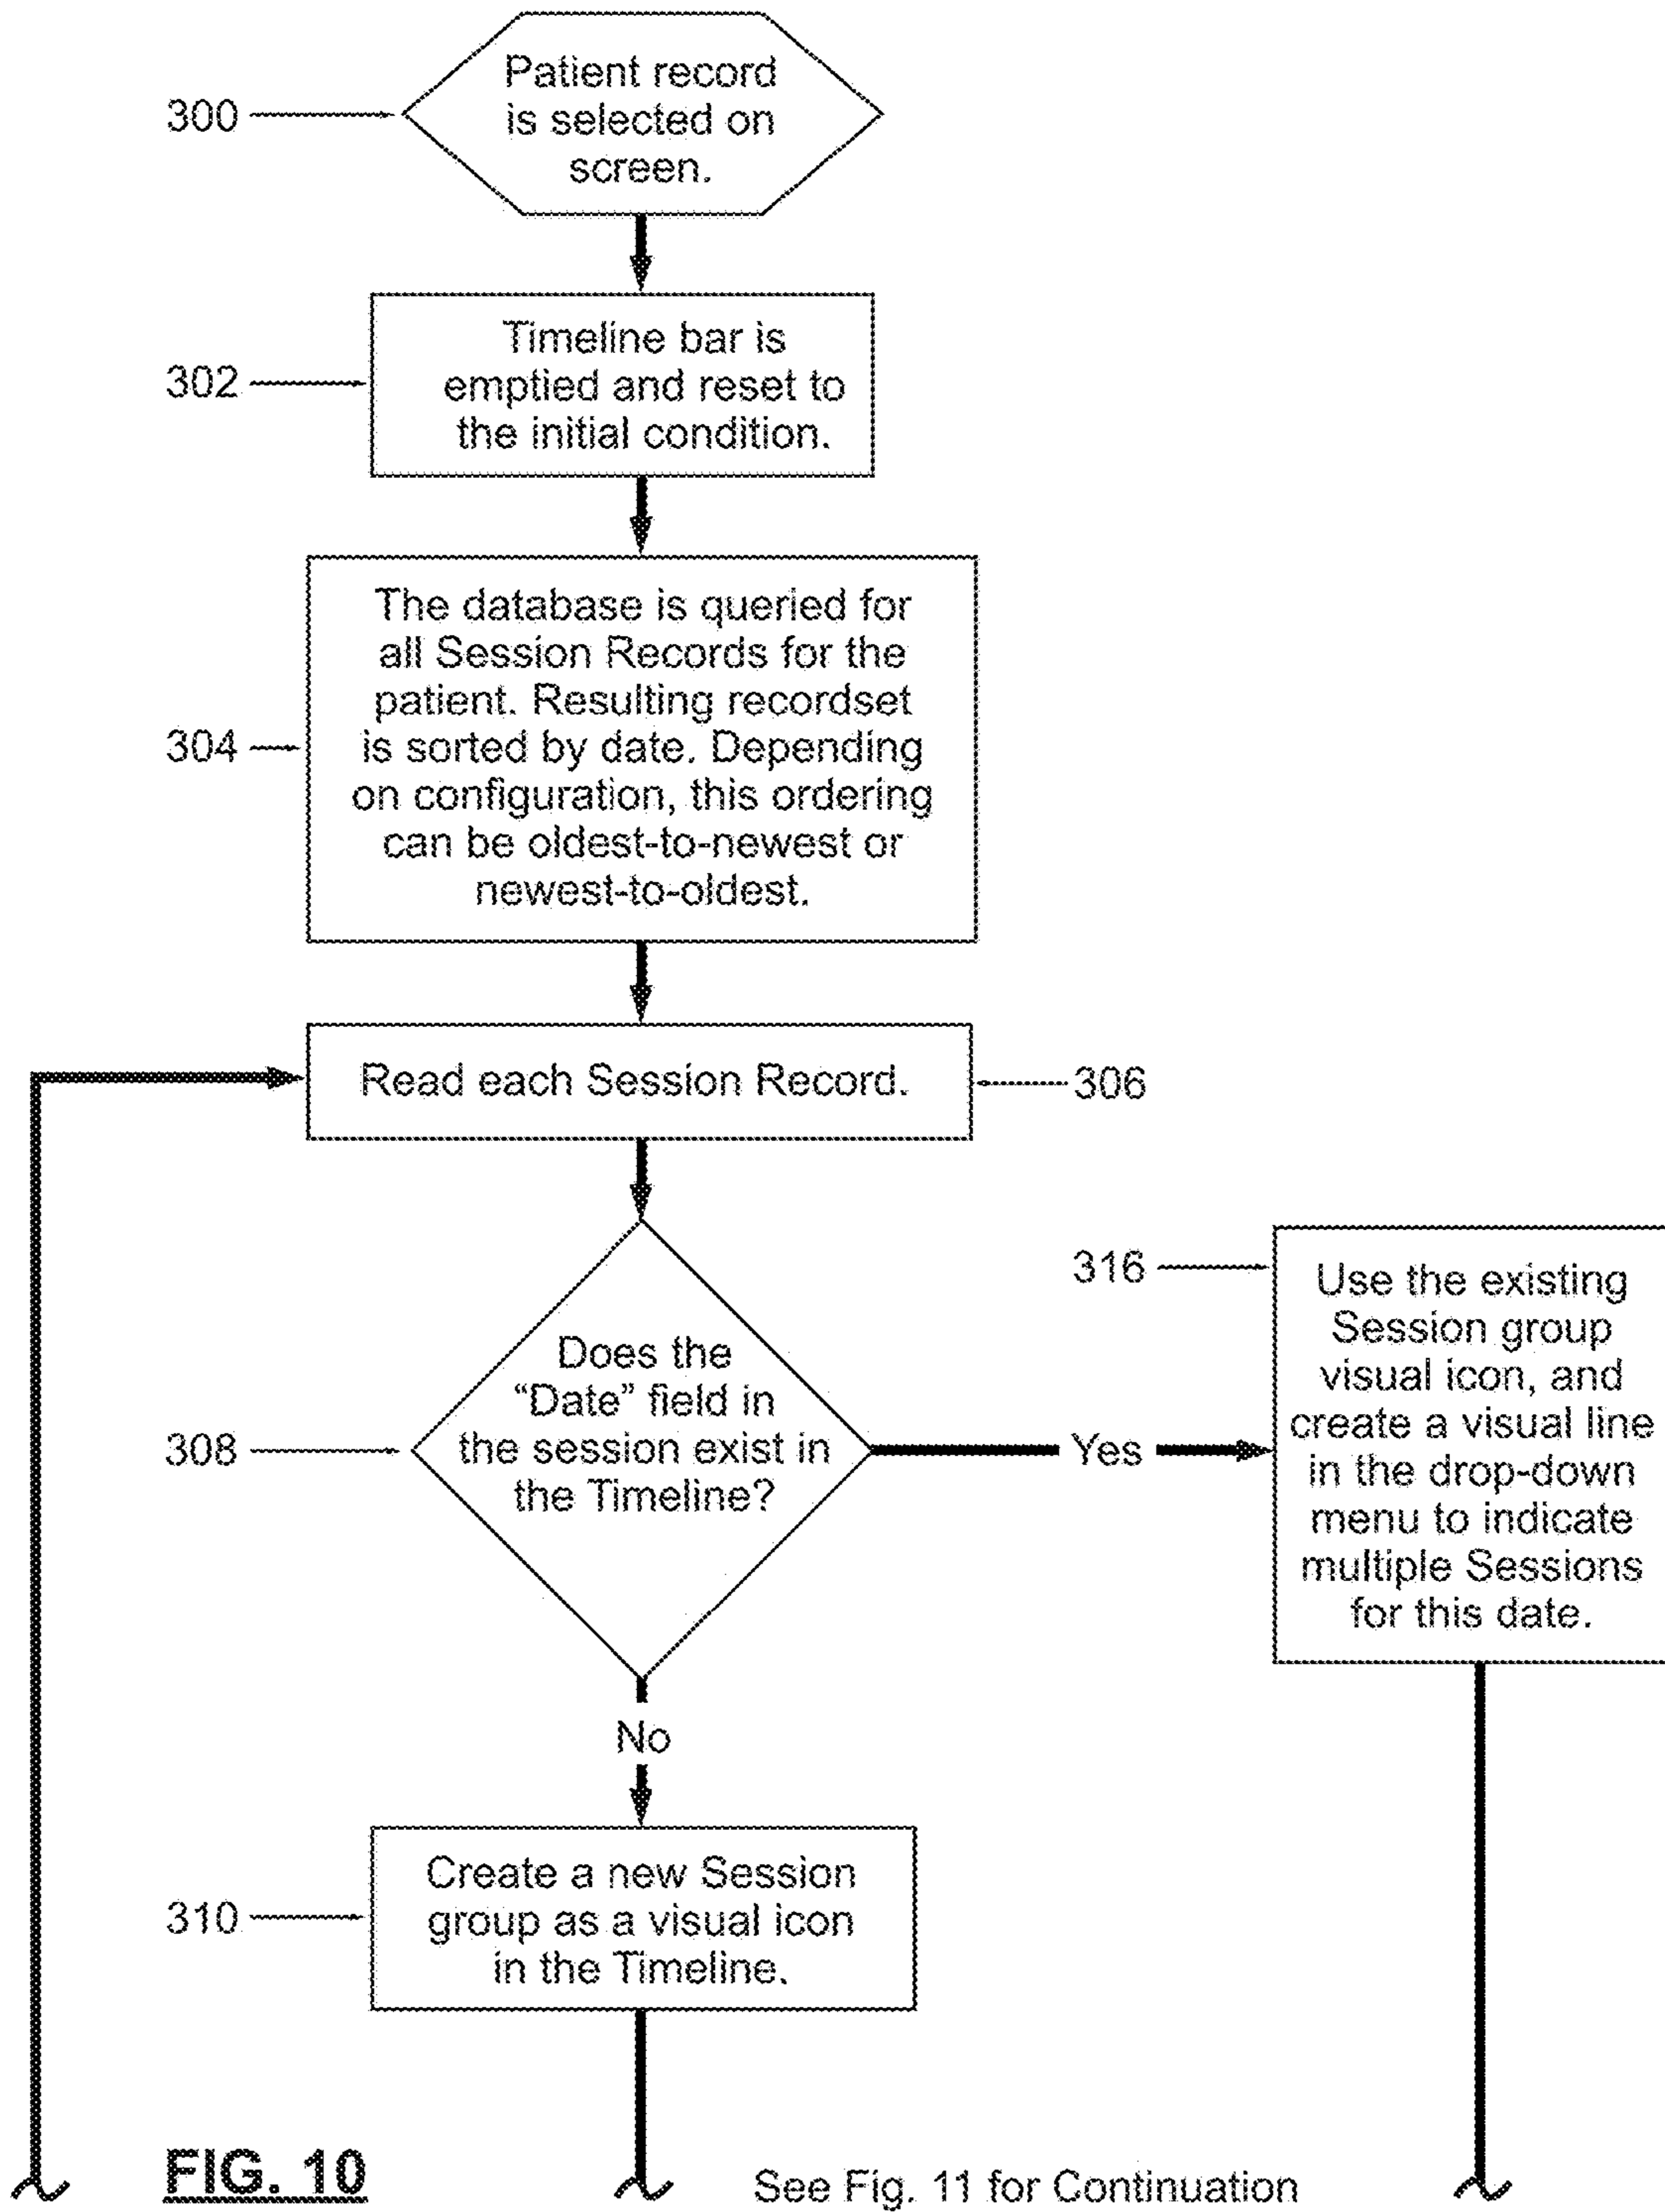 300
Patient record
is selected on
screen.
302
Timeline bar is
emptied and reset to
the initial condition.
304
The database is queried for
all Session Records for the
patient. Resulting recordset
is sorted by date. Depending
on configuration, this ordering
can be oldest-to-newest or
newest-to-oldest.
Read each Session Record.
306
308
Does the
“Date” field in
the session exist in
the Timeline?
Yes
316
Use the existing
Session group
visual icon, and
create a visual line
in the drop-down
menu to indicate
multiple Sessions
for this date.
No
310
Create a new Session
group as a visual icon
in the Timeline.
FIG. 10
See Fig. 11 for Continuation